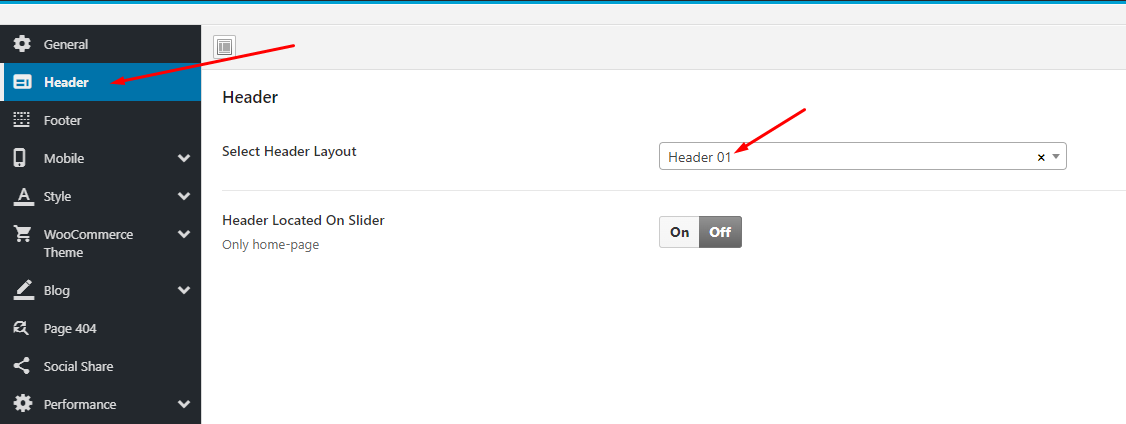 General
Header
Footer
Mobile
Style
WooCommerce
Theme
Blog
Page 404
Social Share
Performance
Header
Select Header Layout
Header 01
Header Located On Slider
Only home-page
On Off